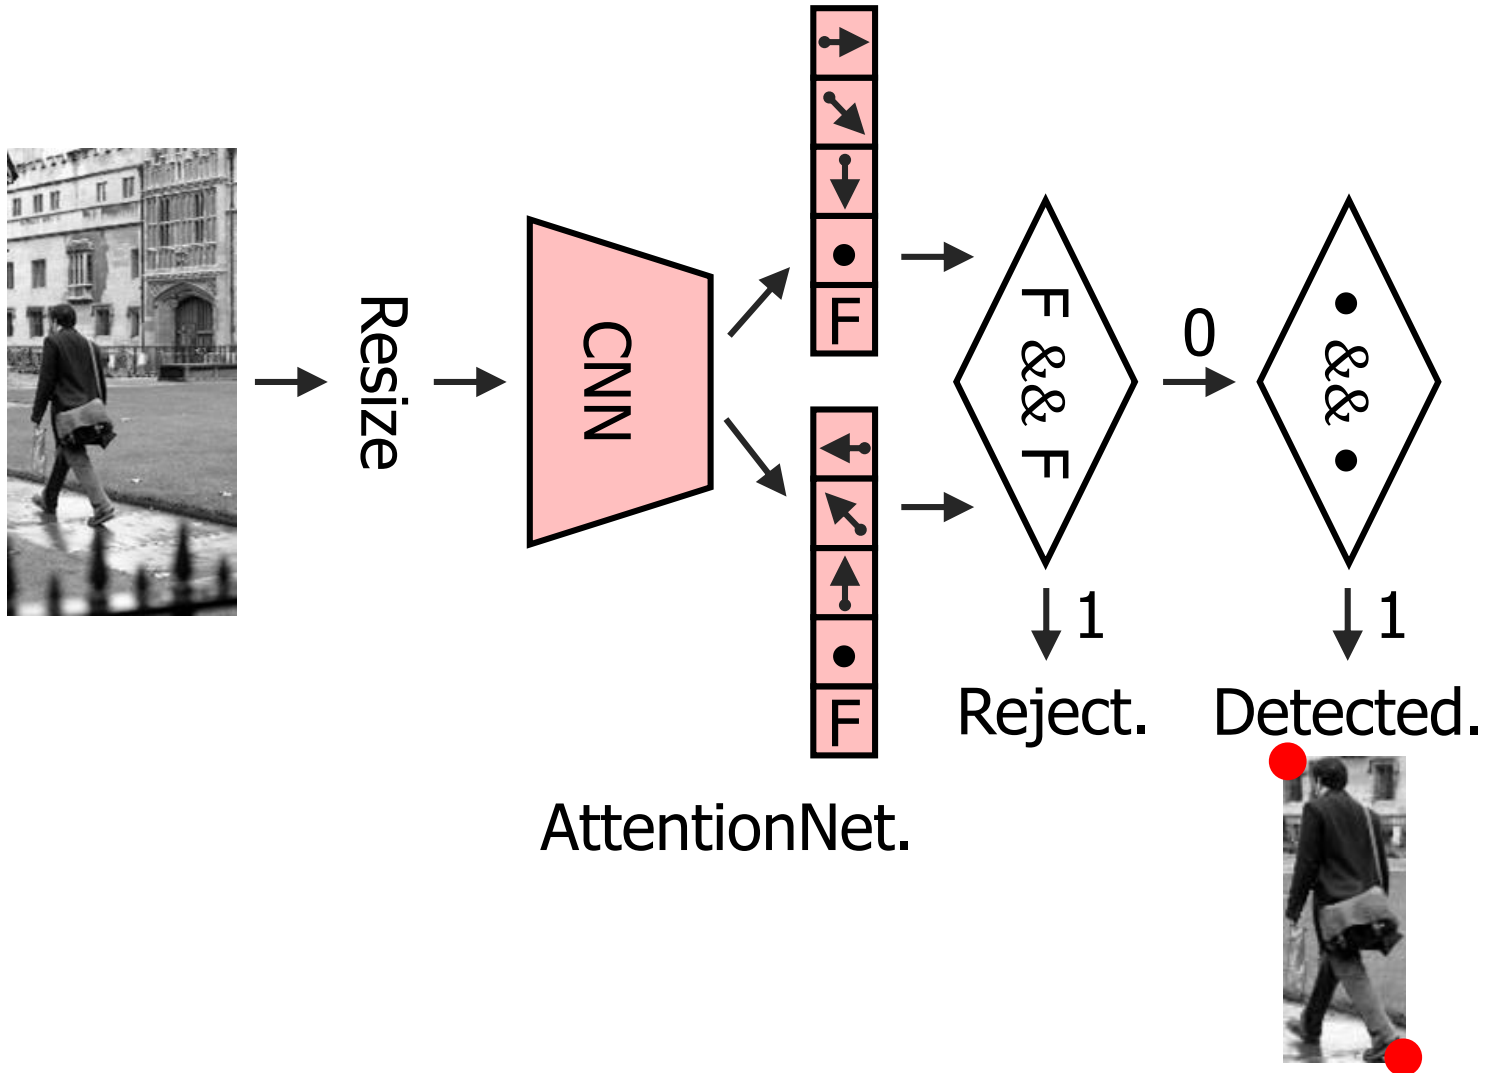 Resize
CNN
F
F
F && F
0
● && ●
1
1
Reject.
Detected.
AttentionNet.